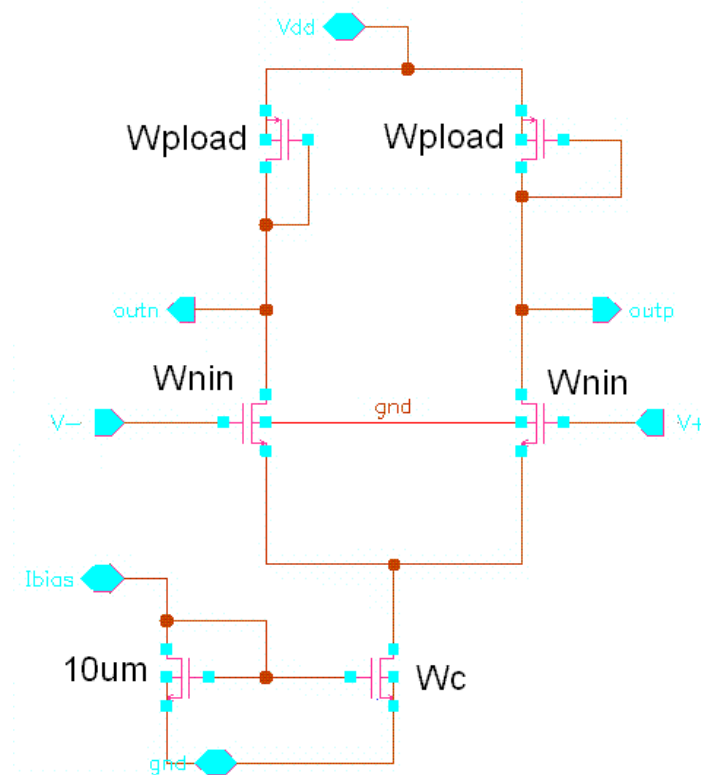 Vdd
Wpload
Wpload
outn
outp
Wnin
Wnin
gnd
V-
V+
Ibias
10um
Wc
gnd